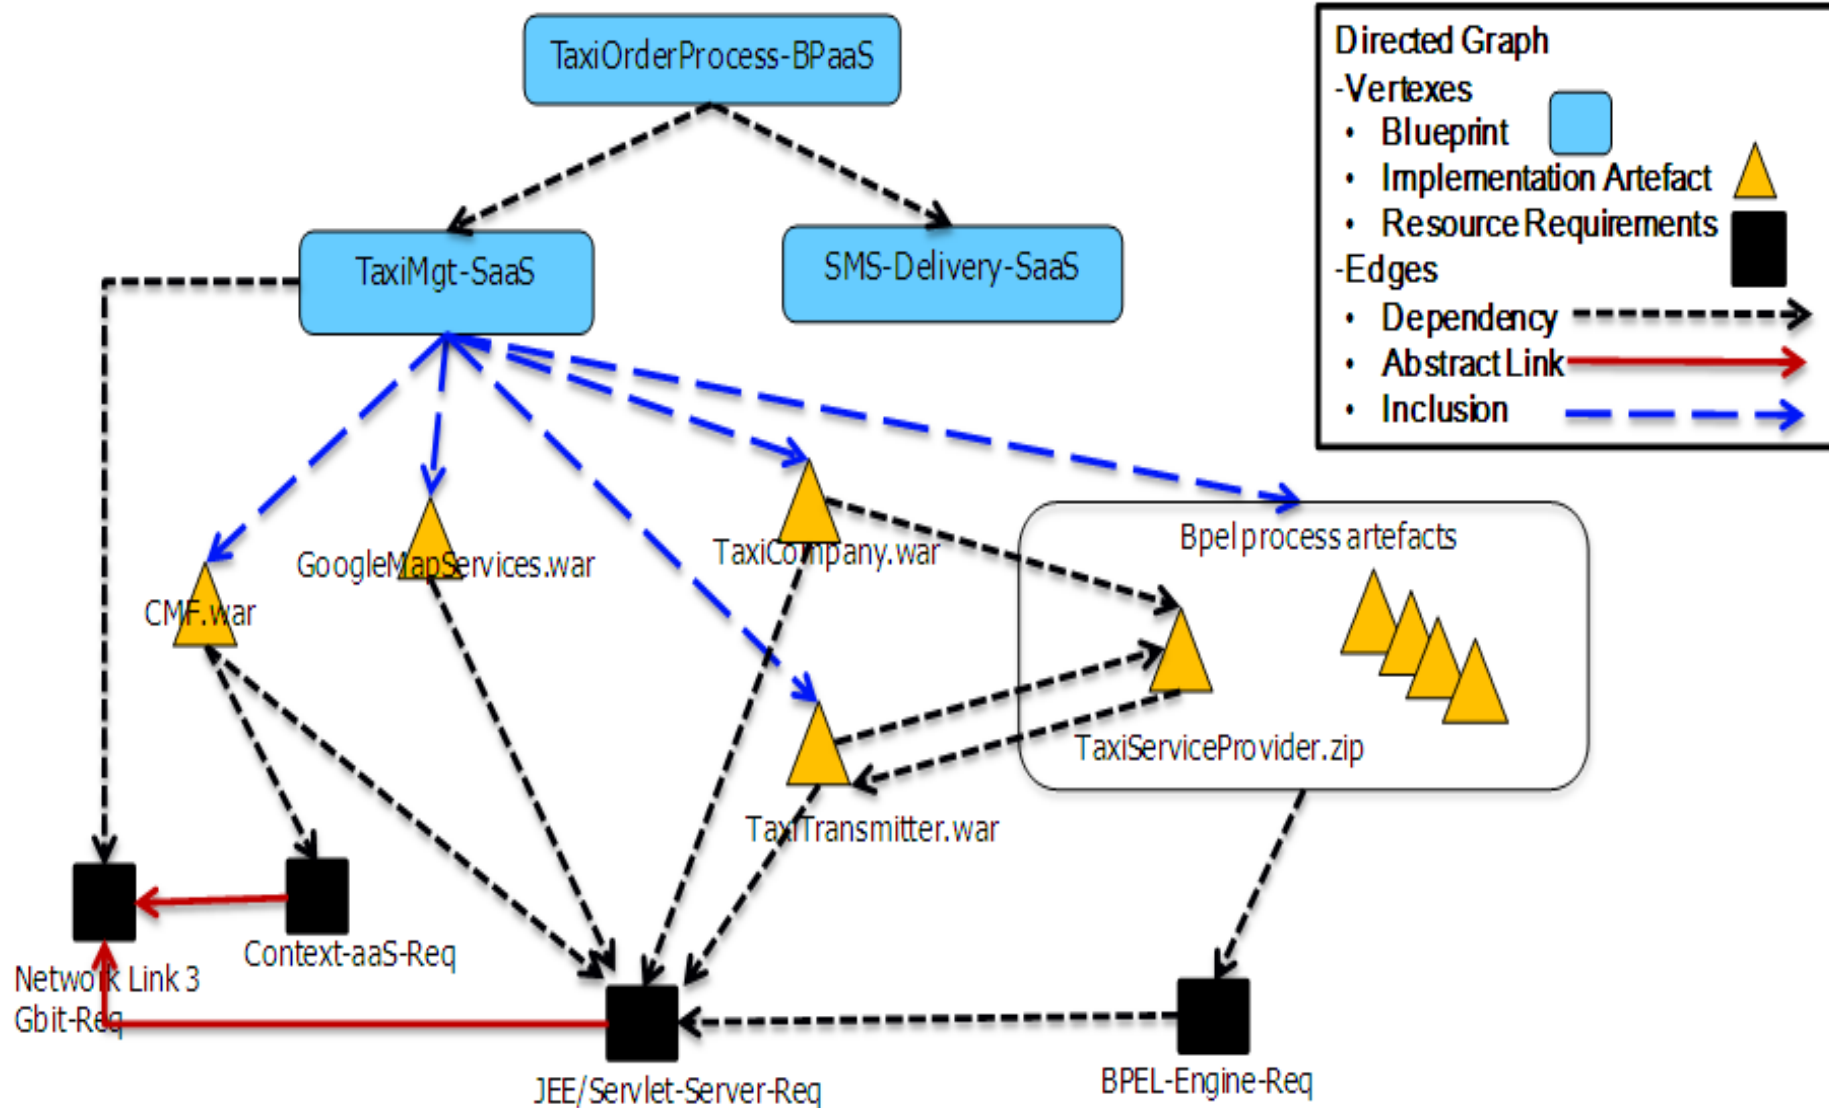 TaxiOrderProcess-BPaaS
Directed Graph
-Vertexes
• Blueprint
• Implementation Artefact
• Resource Requirements
-Edges
• Dependency
• Abstract Link
• Inclusion
TaxiMgt-SaaS
SMS-Delivery-SaaS
Bpel process artefacts
GoogleMapServices.war
TaxiCompany.war
CMF.war
TaxiServiceProvider.zip
TaxiTransmitter.war
Context-aaS-Req
Network Link 3
Gbit-Req
JEE/Servlet-Server-Req
BPEL-Engine-Req